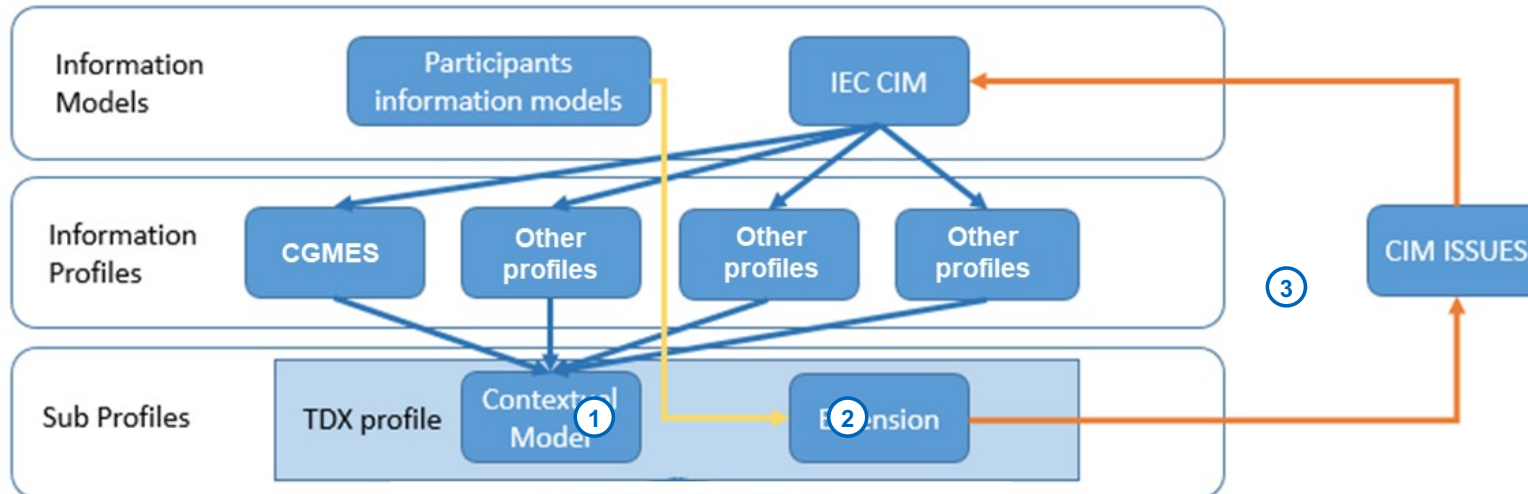 Information
Models
Participants
information models
IEC CIM
Information
Profiles
CGMES
Other
profiles
Other
profiles
Other
profiles
3
CIM ISSUES
Sub Profiles
TDX profile
Contextual
Model
1
2
Extension